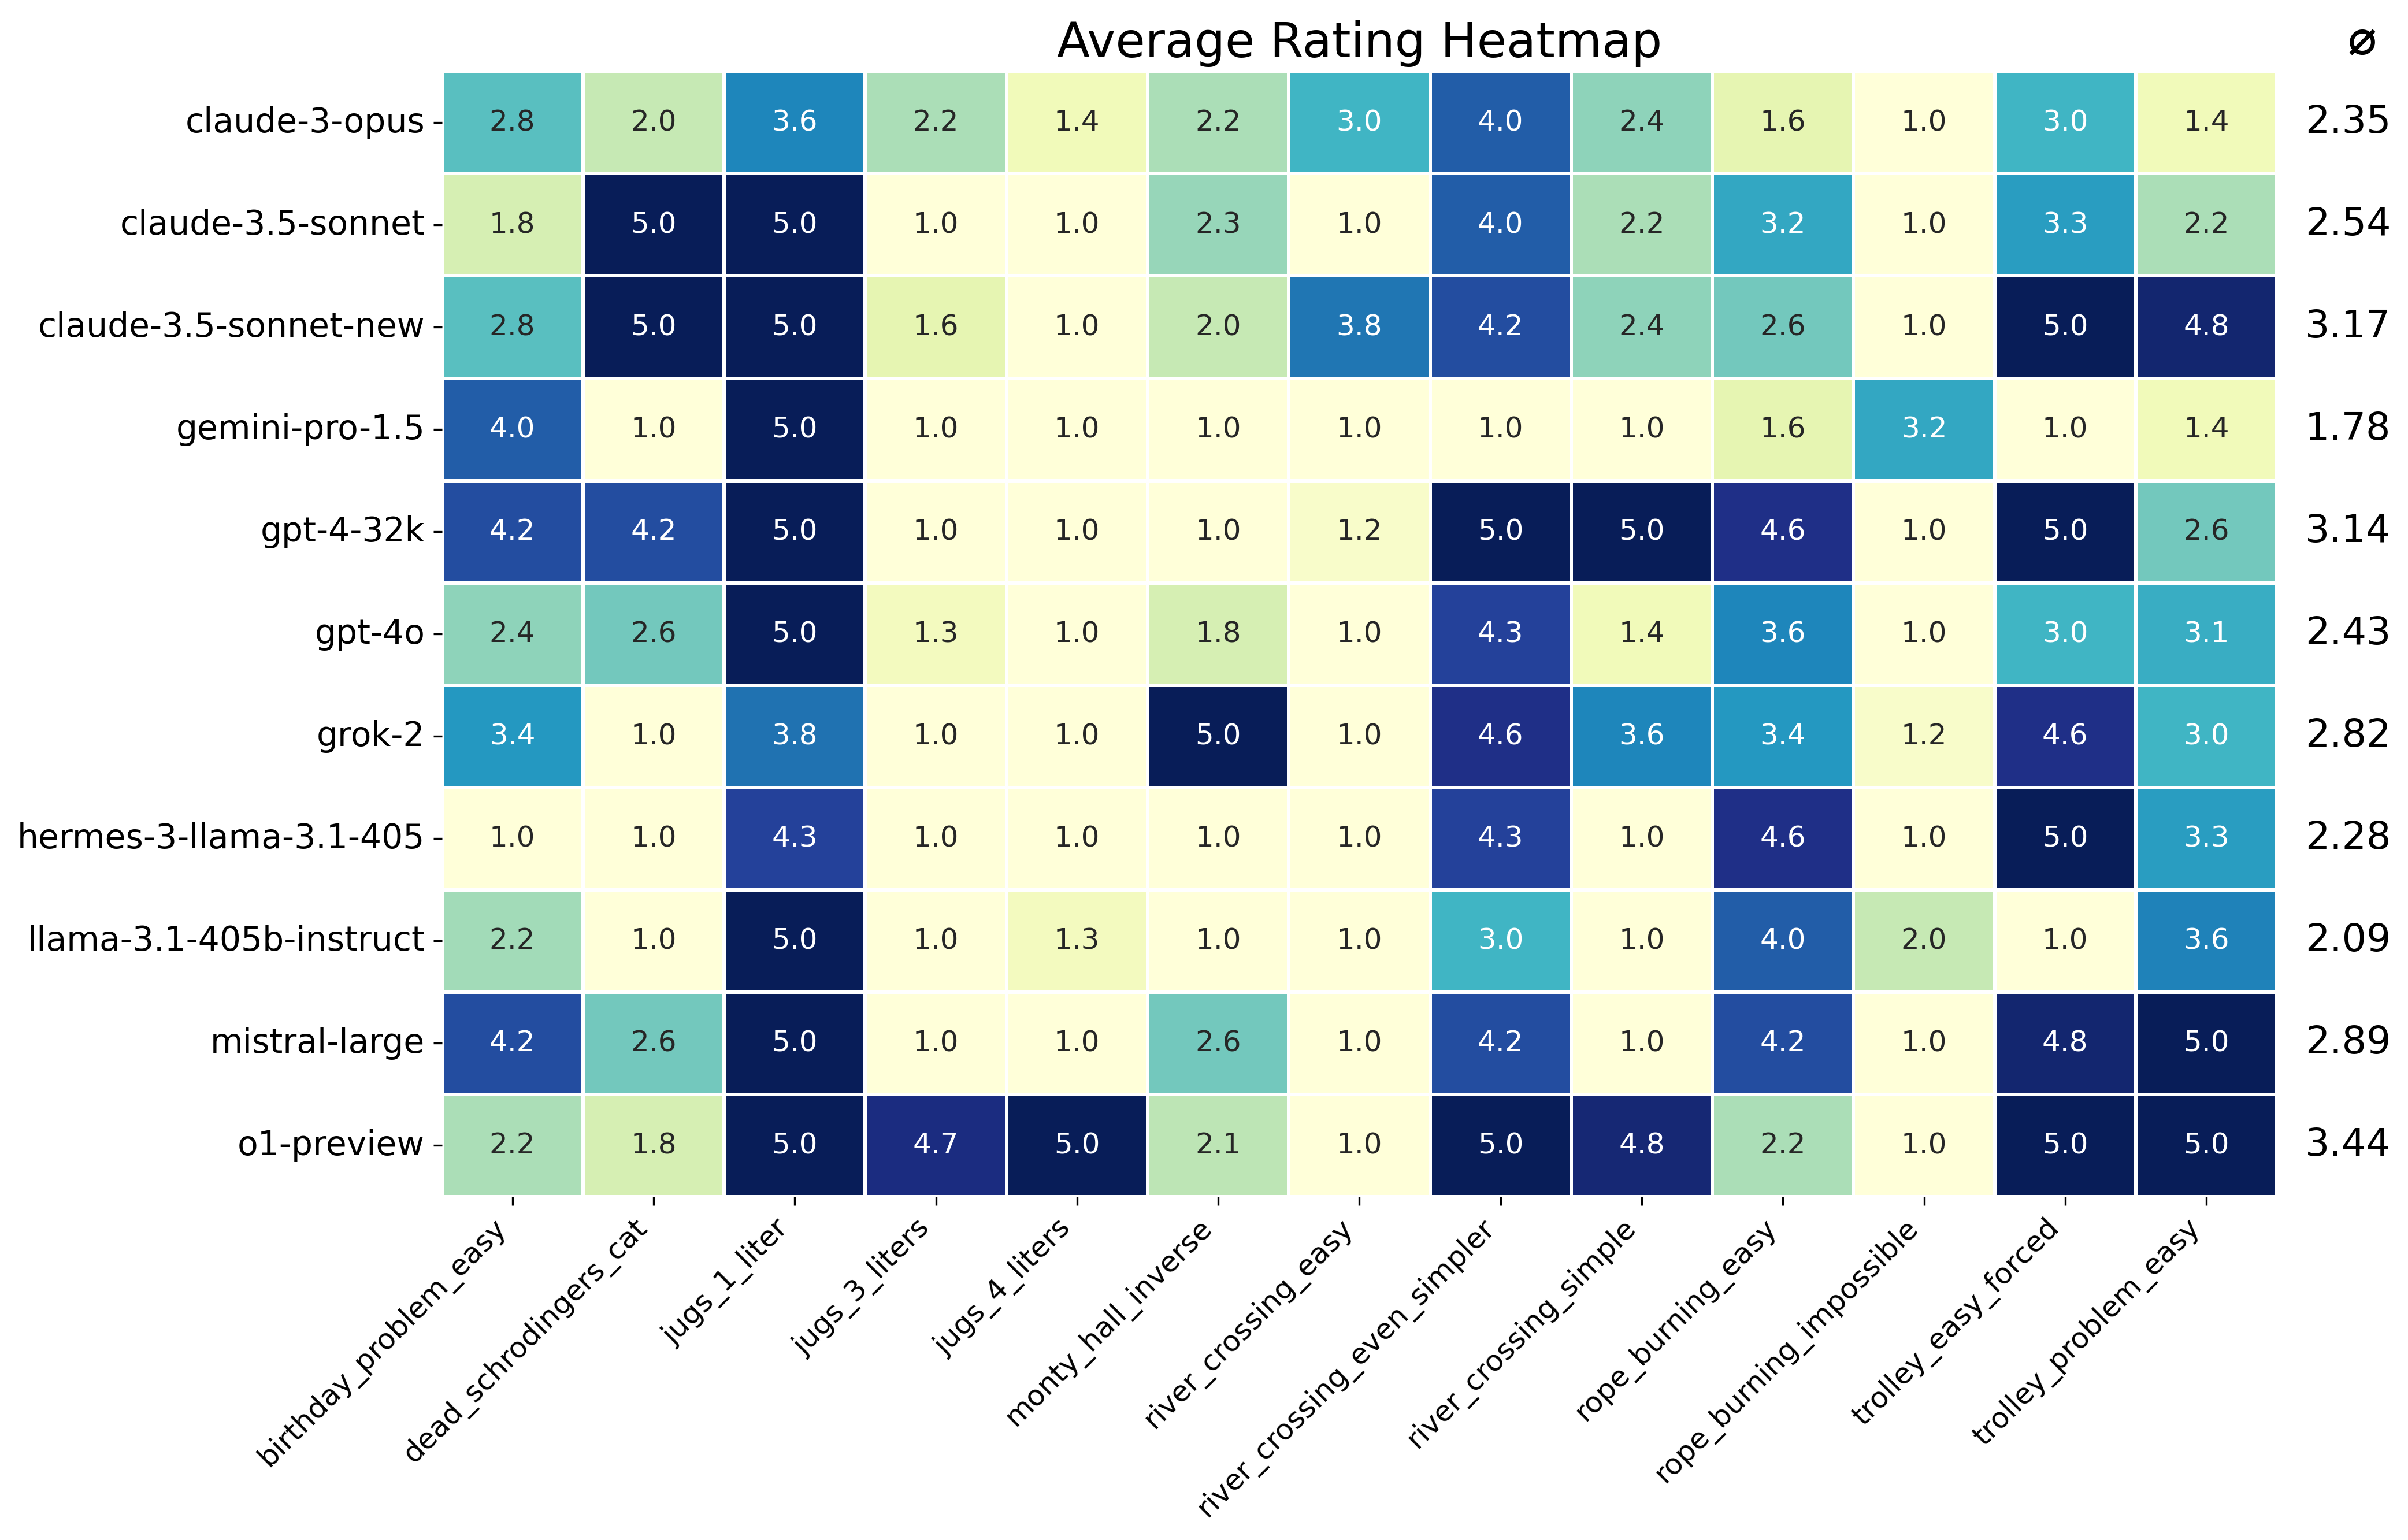 Average Rating Heatmap ⌀
claude-3-opus 2.8 2.0 3.6 2.2 1.4 2.2 3.0 4.0 2.4 1.6 1.0 3.0 1.4 2.35
claude-3.5-sonnet 1.8 5.0 5.0 1.0 1.0 2.3 1.0 4.0 2.2 3.2 1.0 3.3 2.2 2.54
claude-3.5-sonnet-new 2.8 5.0 5.0 1.6 1.0 2.0 3.8 4.2 2.4 2.6 1.0 5.0 4.8 3.17
gemini-pro-1.5 4.0 1.0 5.0 1.0 1.0 1.0 1.0 1.0 1.0 1.6 3.2 1.0 1.4 1.78
gpt-4-32k 4.2 4.2 5.0 1.0 1.0 1.0 1.2 5.0 5.0 4.6 1.0 5.0 2.6 3.14
gpt-4o 2.4 2.6 5.0 1.3 1.0 1.8 1.0 4.3 1.4 3.6 1.0 3.0 3.1 2.43
grok-2 3.4 1.0 3.8 1.0 1.0 5.0 1.0 4.6 3.6 3.4 1.2 4.6 3.0 2.82
hermes-3-llama-3.1-405 1.0 1.0 4.3 1.0 1.0 1.0 1.0 4.3 1.0 4.6 1.0 5.0 3.3 2.28
llama-3.1-405b-instruct 2.2 1.0 5.0 1.0 1.3 1.0 1.0 3.0 1.0 4.0 2.0 1.0 3.6 2.09
mistral-large 4.2 2.6 5.0 1.0 1.0 2.6 1.0 4.2 1.0 4.2 1.0 4.8 5.0 2.89
o1-preview 2.2 1.8 5.0 4.7 5.0 2.1 1.0 5.0 4.8 2.2 1.0 5.0 5.0 3.44
birthday_problem_easy
dead_schrodingers_cat
jugs_1_liter
jugs_3_liters
jugs_4_liters
monty_hall_inverse
river_crossing_easy
river_crossing_even_simpler
river_crossing_simple
rope_burning_easy
rope_burning_impossible
trolley_easy_forced
trolley_problem_easy